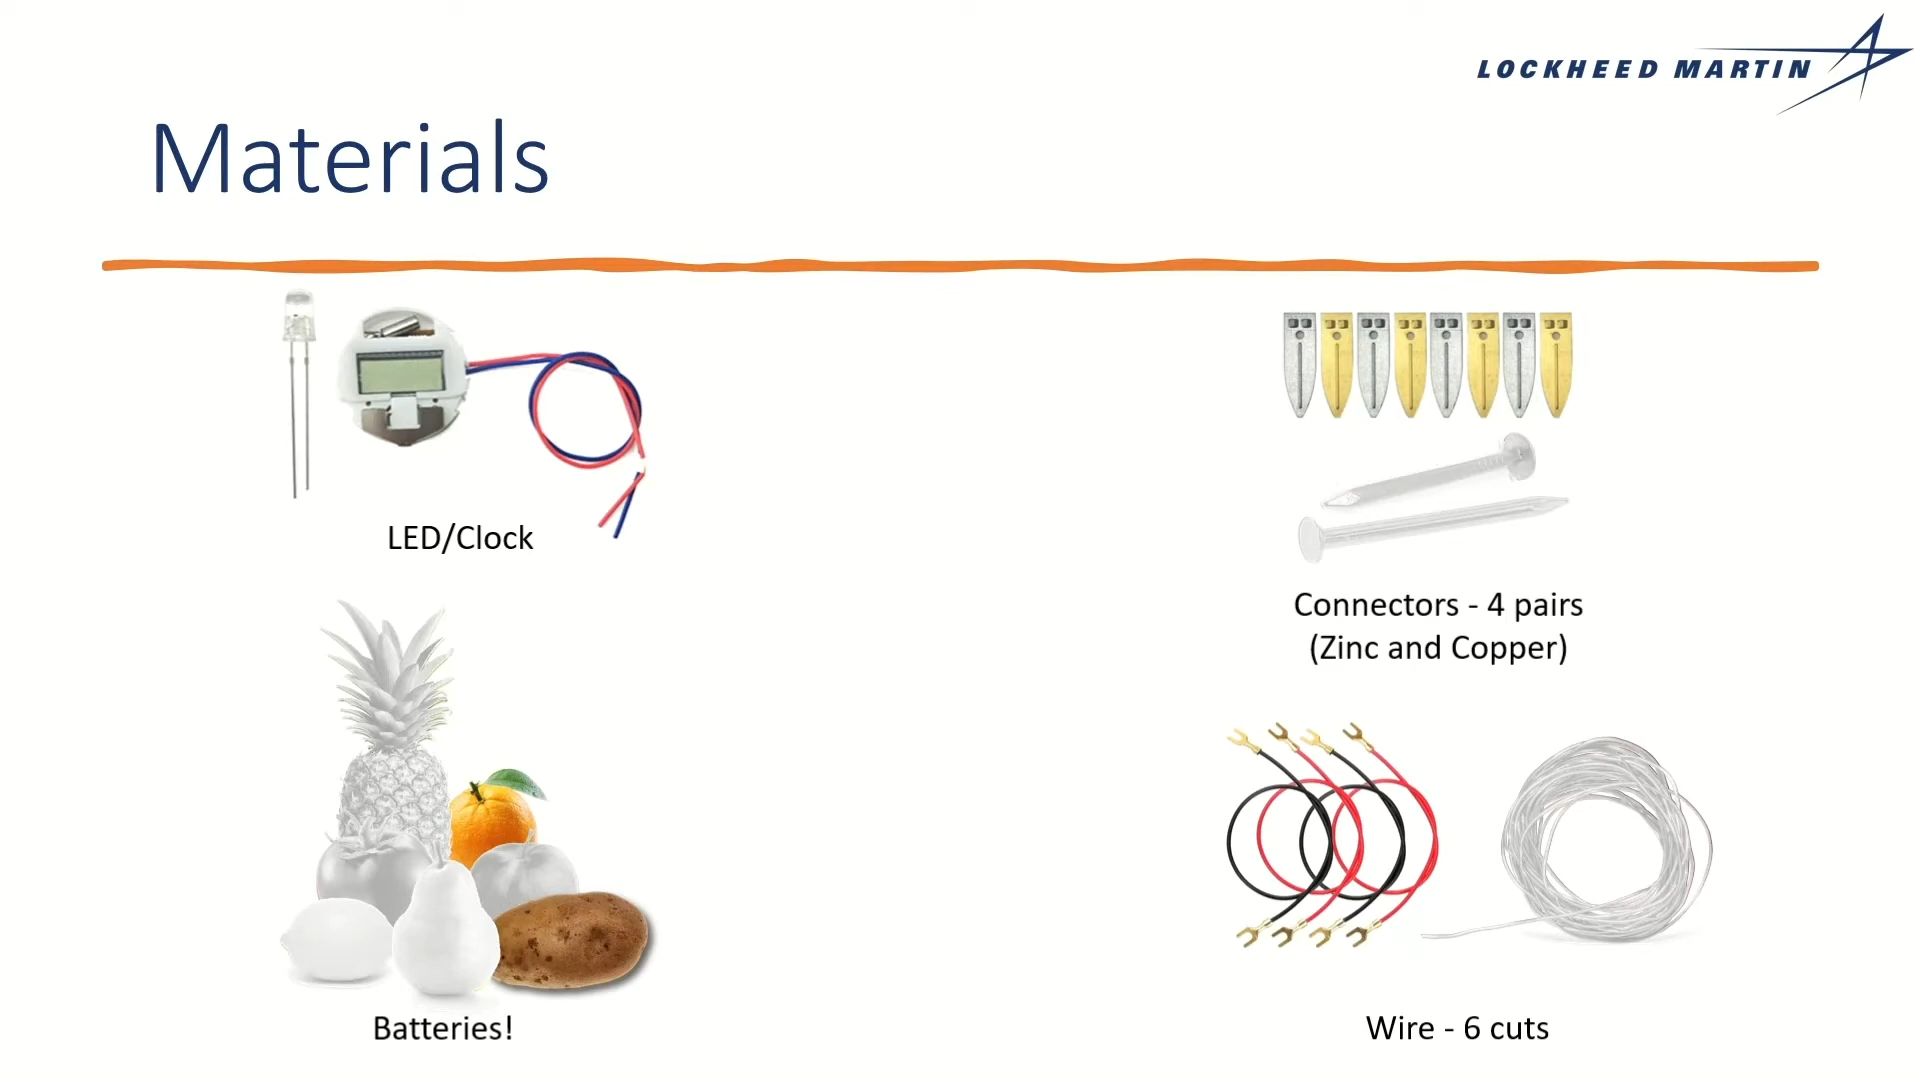 LOCKHEED MARTIN
Materials
LED/Clock
Connectors - 4 pairs
(Zinc and Copper)
Batteries!
Wire - 6 cuts